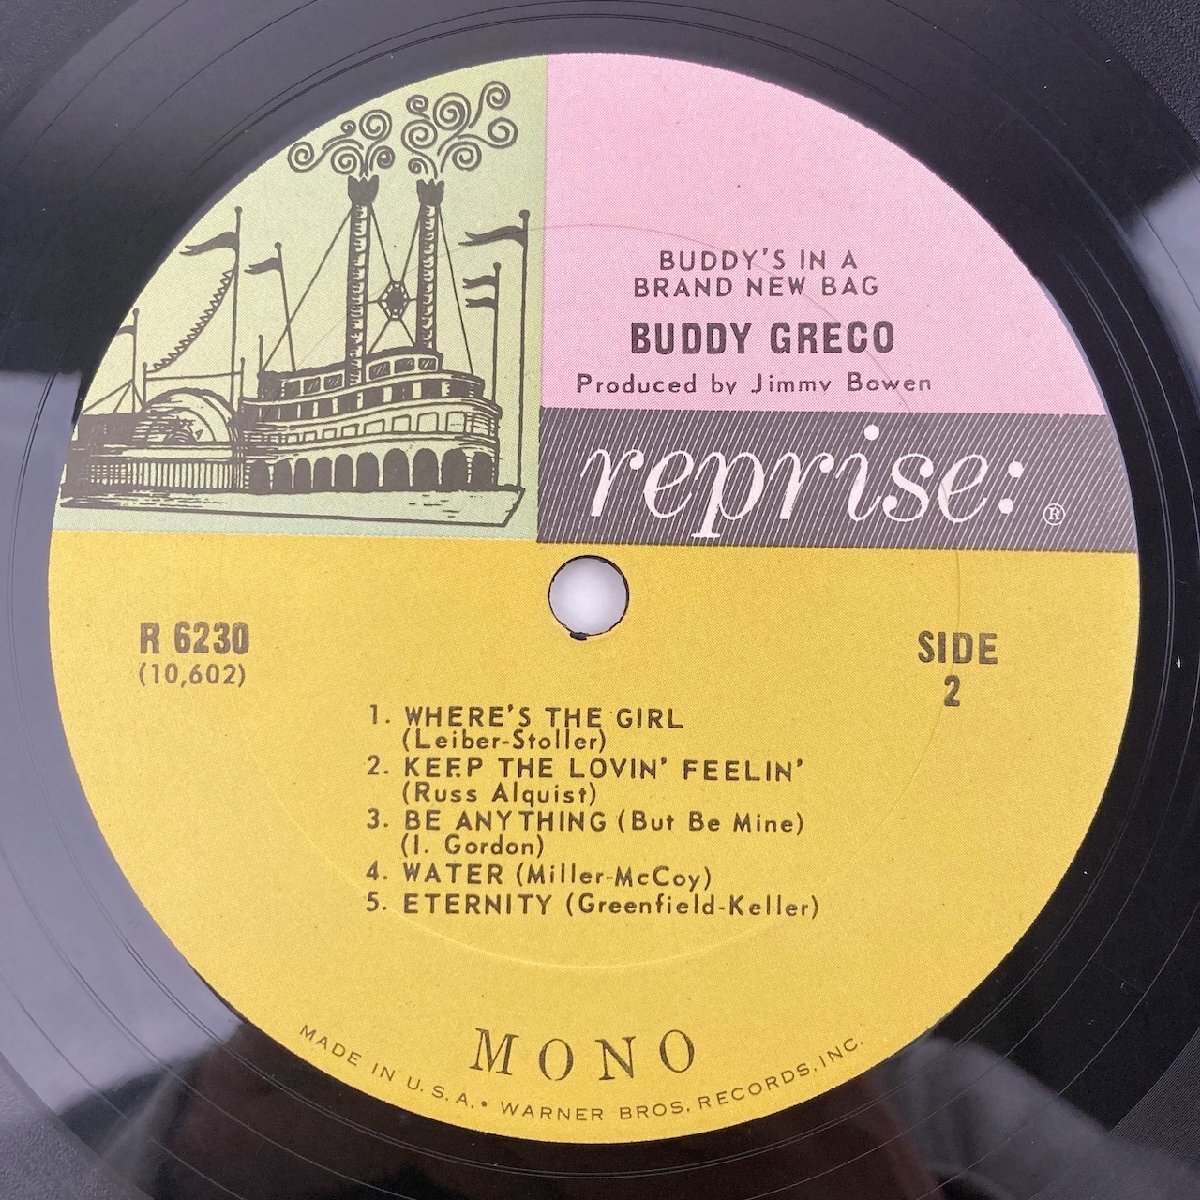 BUDDY'S IN A
BRAND NEW BAG
BUDDY GRECO
Produced by Jimmy Bowen
reprise: ®
R 6230
(10,602)
SIDE
2
1. WHERE'S THE GIRL
(Leiber-Stoller)
2. KEEP THE LOVIN' FEELIN'
(Russ Alquist)
3. BE ANYTHING (But Be Mine)
(I. Gordon)
4. WATER (Miller-McCoy)
5. ETERNITY (Greenfield-Keller)
MONO
MADE IN U.S.A. • WARNER BROS. RECORDS, INC.